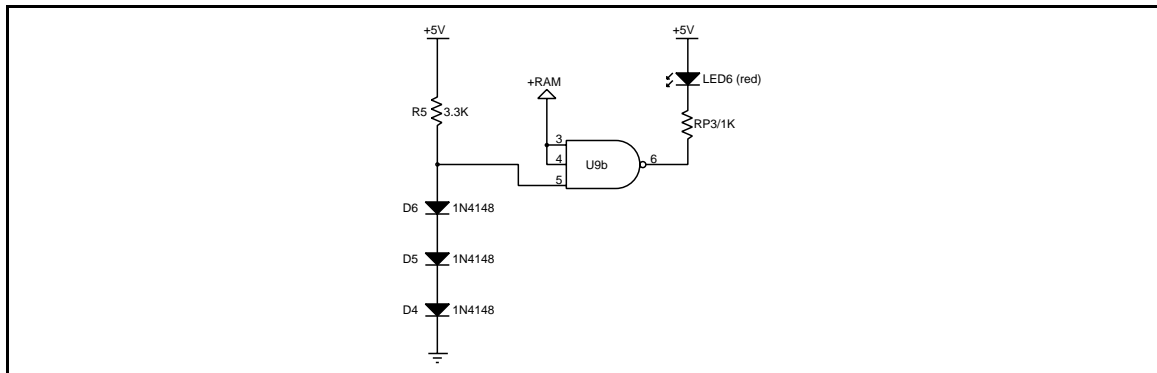 +5V
+5V
LED6 (red)
+RAM
R5 3.3K
RP3/1K
3
4
5
U9b
6
D6 1N4148
D5 1N4148
D4 1N4148